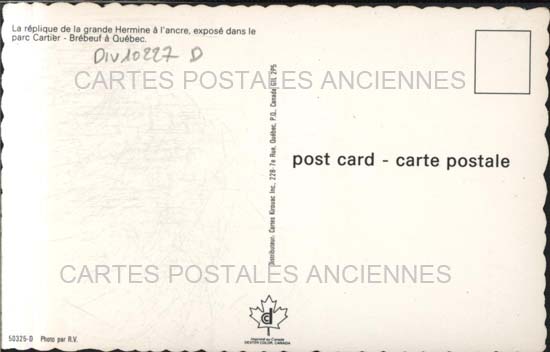 La réplique de la grande Hermine à l'ancre, exposé dans le
parc Cartier - Brébeuf à Québec.
Div10227 D
CARTES POSTALES ANCIENNES
Distributeur: Cartes Kirouac Inc., 228-7e Rue, Québec, P.Q., Canada G1L 2P5
post card - carte postale
CARTES POSTALES ANCIENNES
50325-D Photo par R.V.
Imprimé au Canada
DEXTER COLOR, CANADA